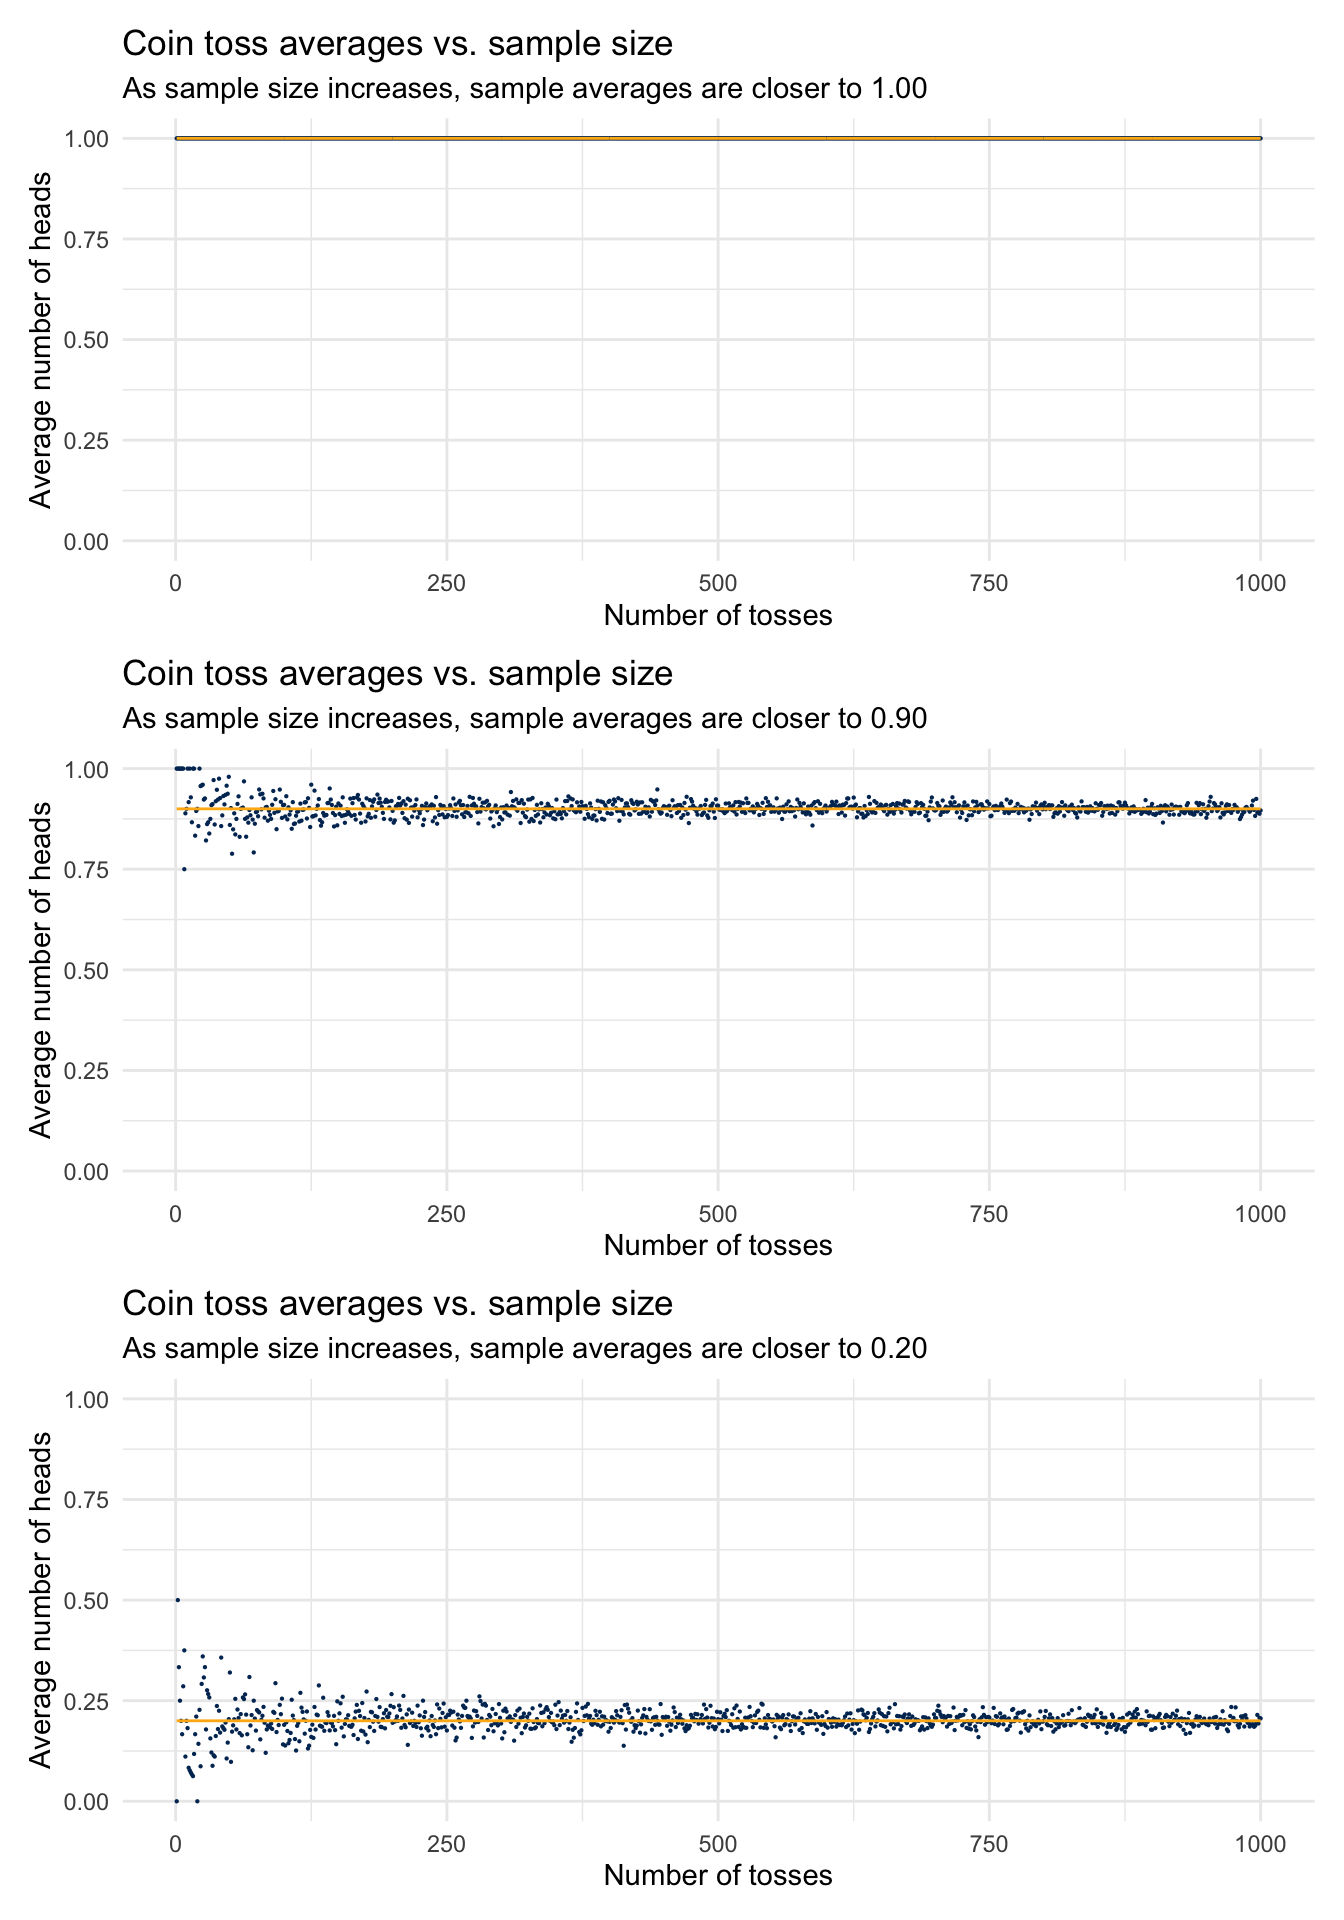 Coin toss averages vs. sample size
As sample size increases, sample averages are closer to 1.00
1.00
0.75
0.50
0.25
0.00
Average number of heads
0 250 500 750 1000
Number of tosses
Coin toss averages vs. sample size
As sample size increases, sample averages are closer to 0.90
1.00
0.75
0.50
0.25
0.00
Average number of heads
0 250 500 750 1000
Number of tosses
Coin toss averages vs. sample size
As sample size increases, sample averages are closer to 0.20
1.00
0.75
0.50
0.25
0.00
Average number of heads
0 250 500 750 1000
Number of tosses